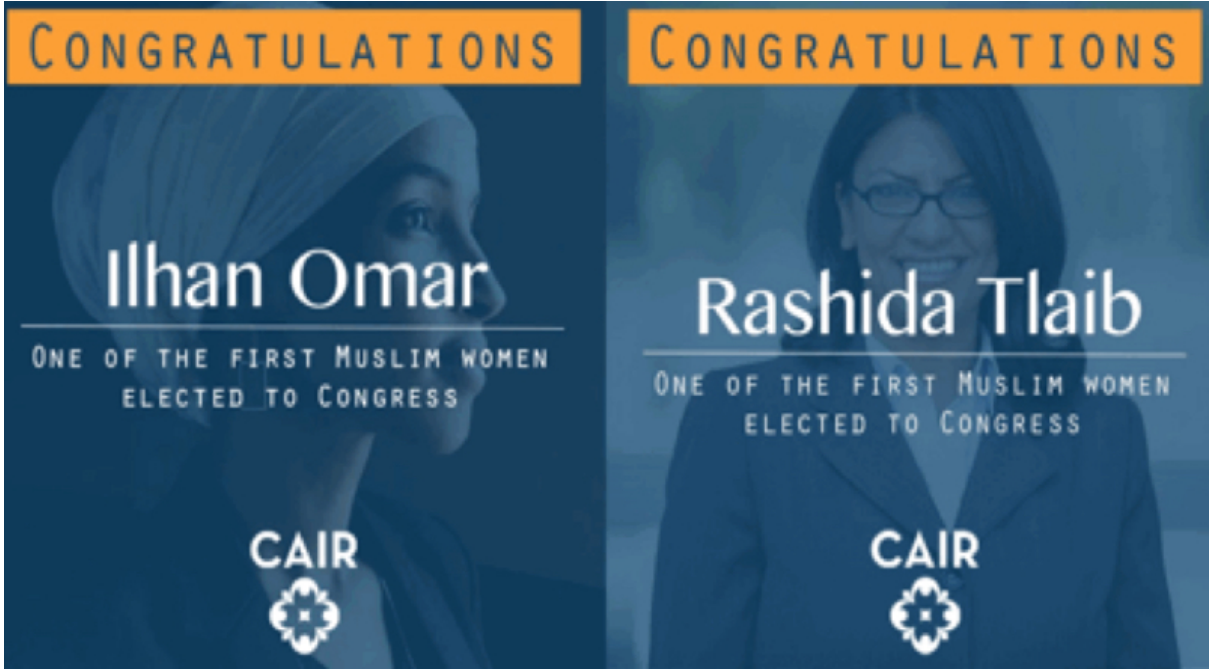 CONGRATULATIONS
Ilhan Omar
ONE OF THE FIRST MUSLIM WOMEN
ELECTED TO CONGRESS
CAIR
CONGRATULATIONS
Rashida Tlaib
ONE OF THE FIRST MUSLIM WOMEN
ELECTED TO CONGRESS
CAIR